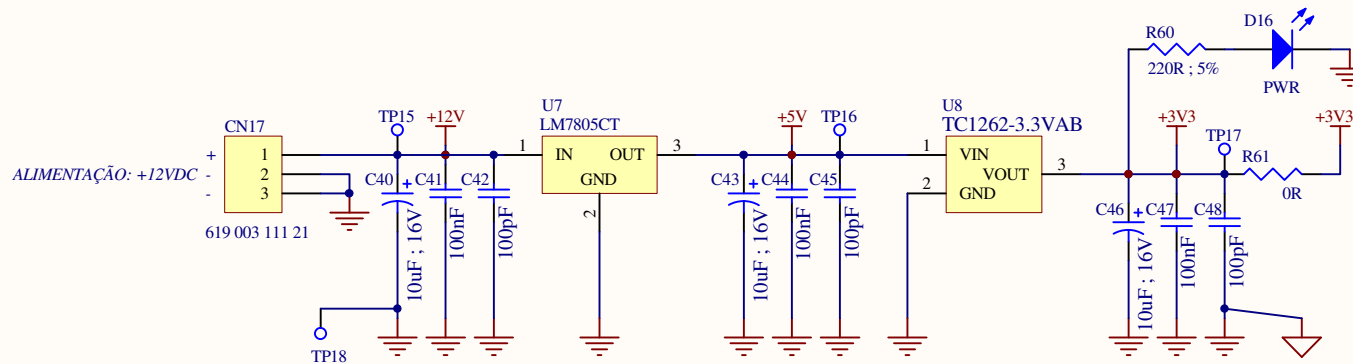 CN17
+ 1
ALIMENTAÇÃO: +12VDC - 2
- 3
619 003 111 21
TP15
+12V
C40
10uF ; 16V
+
C41
100nF
C42
100pF
TP18
U7
LM7805CT
1 IN OUT 3
GND
2
+5V
TP16
C43
10uF ; 16V
+
C44
100nF
C45
100pF
U8
TC1262-3.3VAB
1 VIN
VOUT 3
2 GND
R60
220R ; 5%
D16
PWR
+3V3
TP17
R61
0R
+3V3
C46
10uF ; 16V
+
C47
100nF
C48
100pF